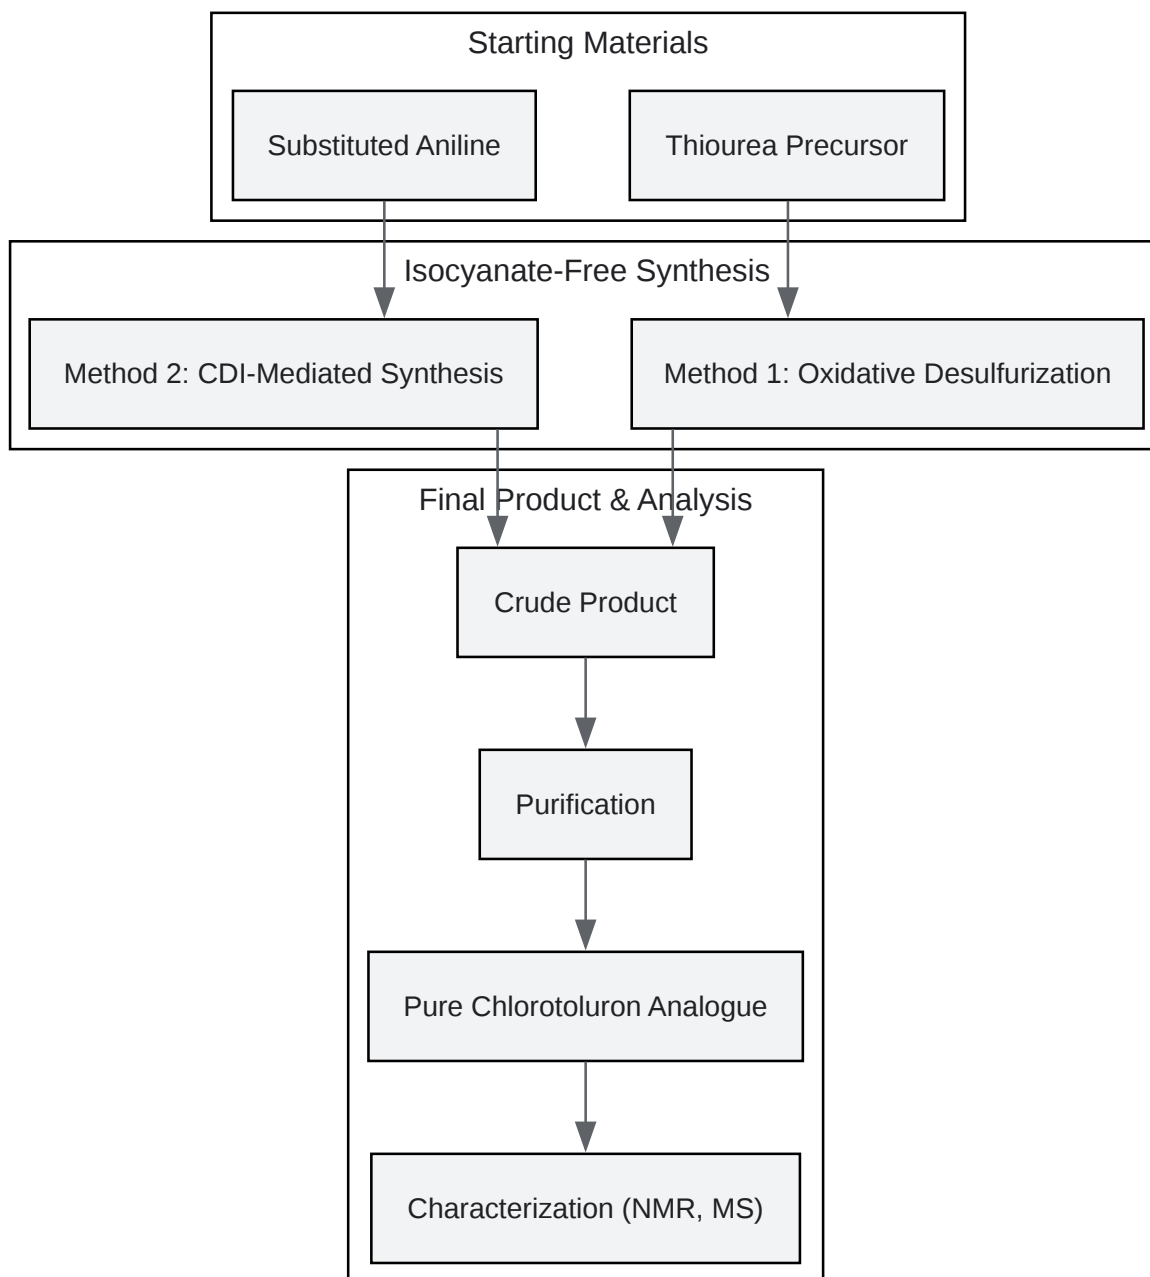 Starting Materials
Substituted Aniline
Thiourea Precursor
Isocyanate-Free Synthesis
Method 2: CDI-Mediated Synthesis
Method 1: Oxidative Desulfurization
Final Product & Analysis
Crude Product
Purification
Pure Chlorotoluron Analogue
Characterization (NMR, MS)